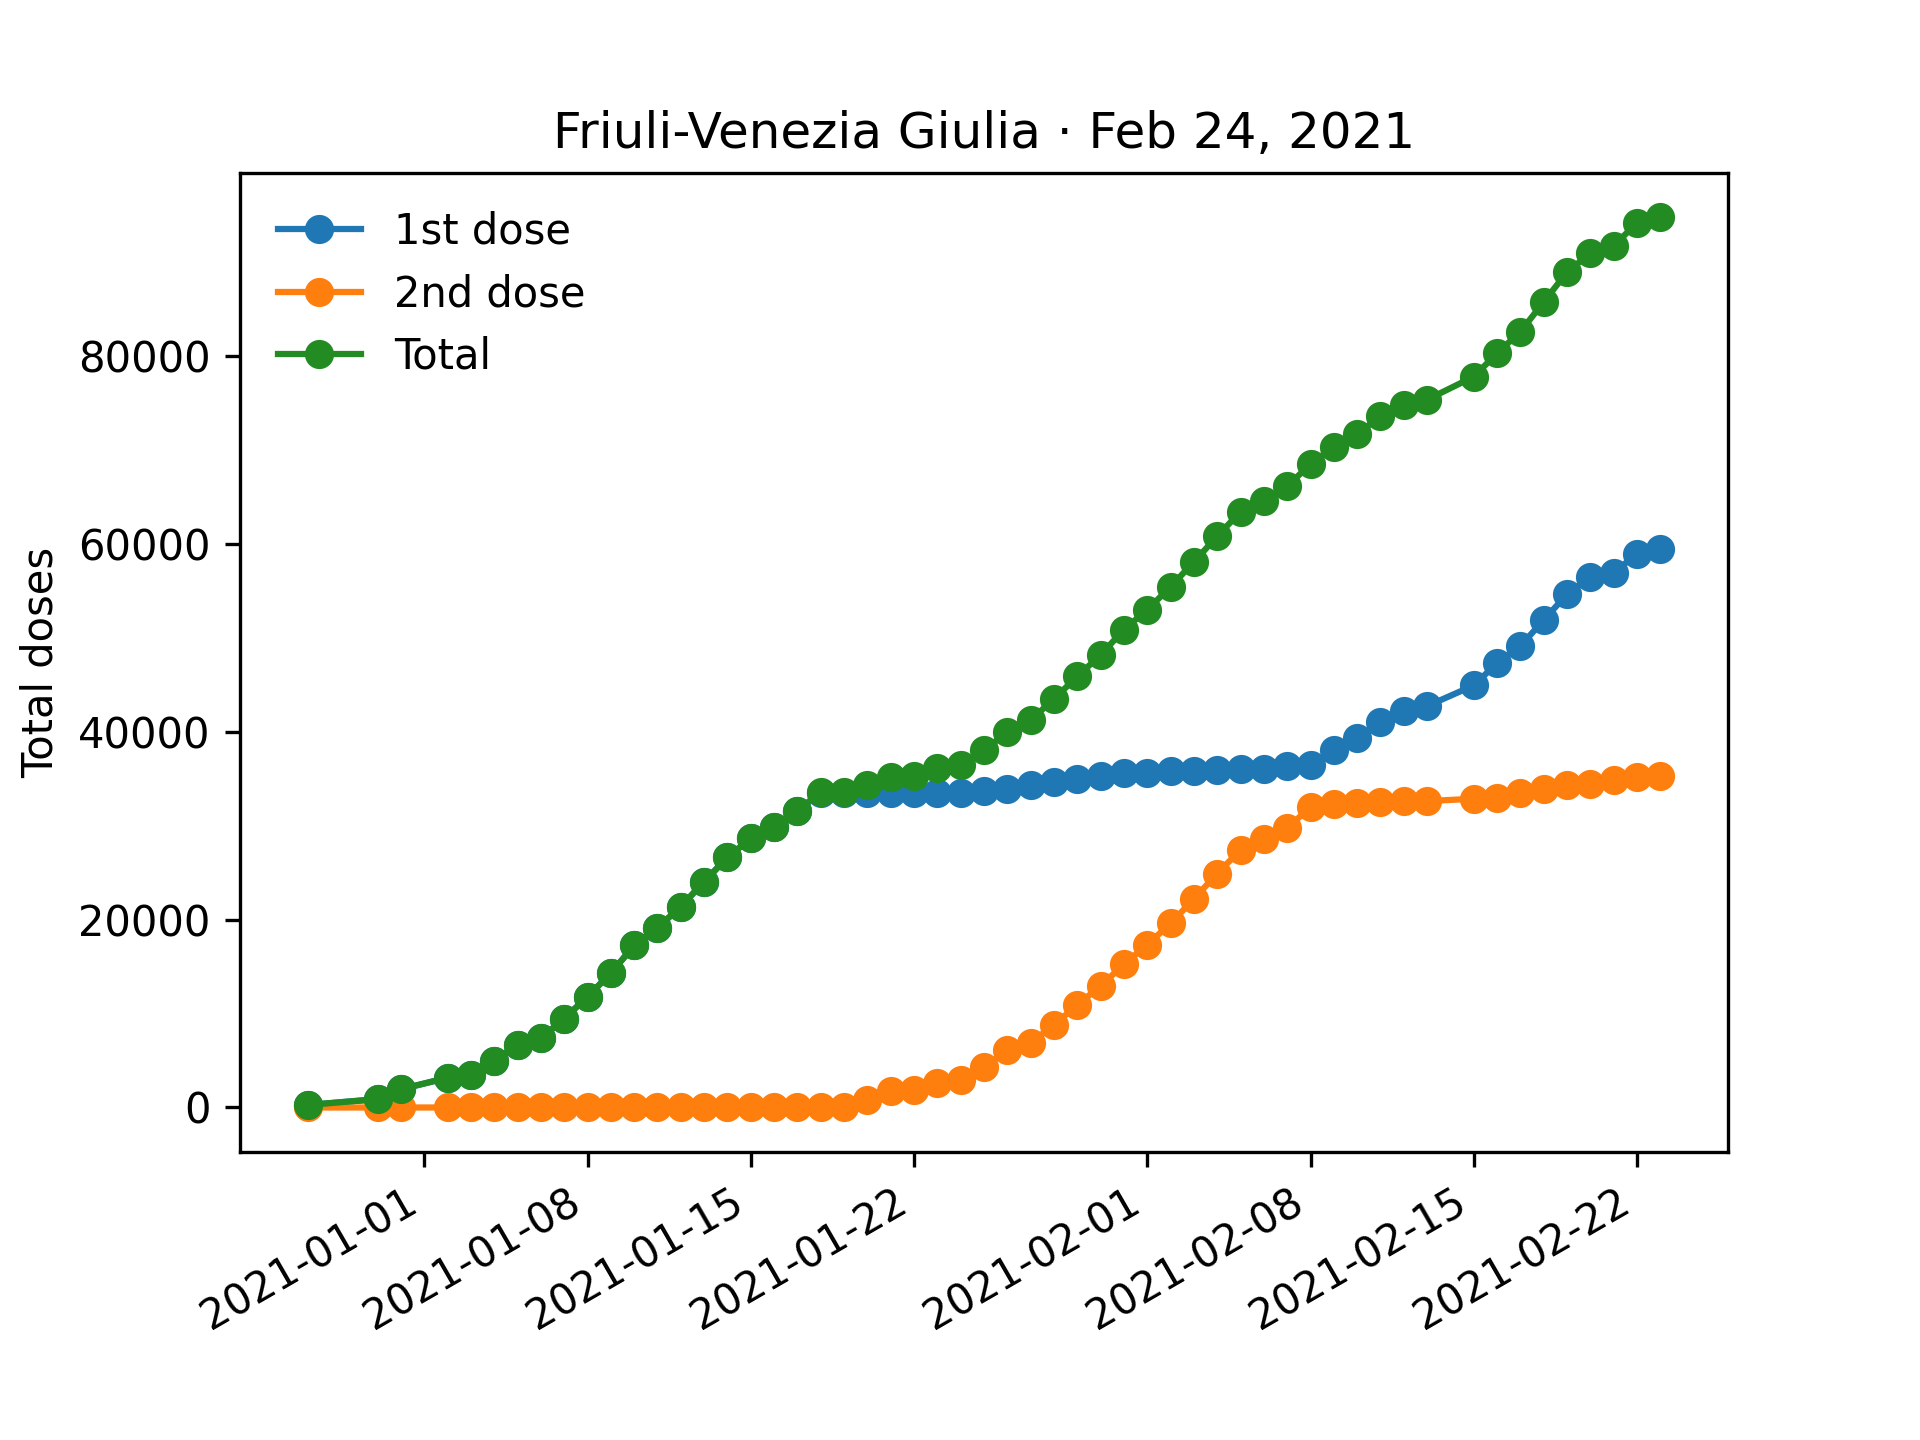 Friuli-Venezia Giulia · Feb 24, 2021
1st dose
2nd dose
Total
Total doses
80000
60000
40000
20000
0
2021-01-01
2021-01-08
2021-01-15
2021-01-22
2021-02-01
2021-02-08
2021-02-15
2021-02-22